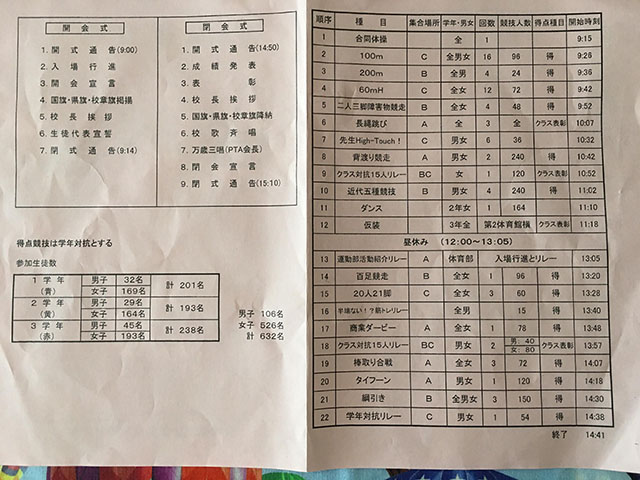 開会式
1. 開式通告(9:00)
2. 入場行進
3. 開会宣言
4. 国旗・県旗・校章旗掲揚
5. 校長挨拶
6. 生徒代表宣誓
7. 閉式通告(9:14)
閉会式
1. 開式通告(14:50)
2. 成績発表
3. 表彰
4. 校長挨拶
5. 国旗・県旗・校章旗降納
6. 校歌斉唱
7. 万歳三唱(PTA会長)
8. 閉会宣言
9. 閉式通告(15:10)
得点競技は学年対抗とする
参加生徒数
1学年 (青) 男子 32名 女子 169名 計 201名
2学年 (黄) 男子 29名 女子 164名 計 193名
3学年 (赤) 男子 45名 女子 193名 計 238名
男子 106名
女子 526名
計 632名
順序 種目 集合場所 学年・男女 回数 競技人数 得点種目 開始時刻
1 合同体操 全 1 9:15
2 100m C 全男女 16 96 得 9:26
3 200m B 全男 4 24 得 9:36
4 60mH C 全女 12 72 得 9:42
5 二人三脚障害物競走 B 全女 4 48 得 9:52
6 長縄跳び A 全 3 全 クラス表彰 10:07
7 先生High-Touch! C 男女 6 36 10:32
8 背渡り競走 A 男女 2 240 得 10:42
9 クラス対抗15人リレー BC 女 1 120 クラス表彰 10:52
10 近代五種競技 B 男女 4 240 得 11:02
11 ダンス 2年女 1 164 11:10
12 仮装 3年全 第2体育館横 クラス表彰 11:18
昼休み (12:00~13:05)
13 運動部活動紹介リレー A 体育部 入場行進とリレー 13:05
14 百足競走 B 全女 1 96 得 13:20
15 20人21脚 C 全女 3 60 得 13:28
16 半端ない!?筋トレリレー 全男 15 得 13:40
17 商業ダービー A 全女 1 78 得 13:48
18 クラス対抗15人リレー BC 男女 2 男: 40 女: 80 クラス表彰 13:57
19 棒取り合戦 A 全女 3 72 得 14:07
20 タイフーン A 男女 1 120 得 14:18
21 綱引き B 全男女 3 150 得 14:30
22 学年対抗リレー C 男女 1 54 得 14:38
終了 14:41